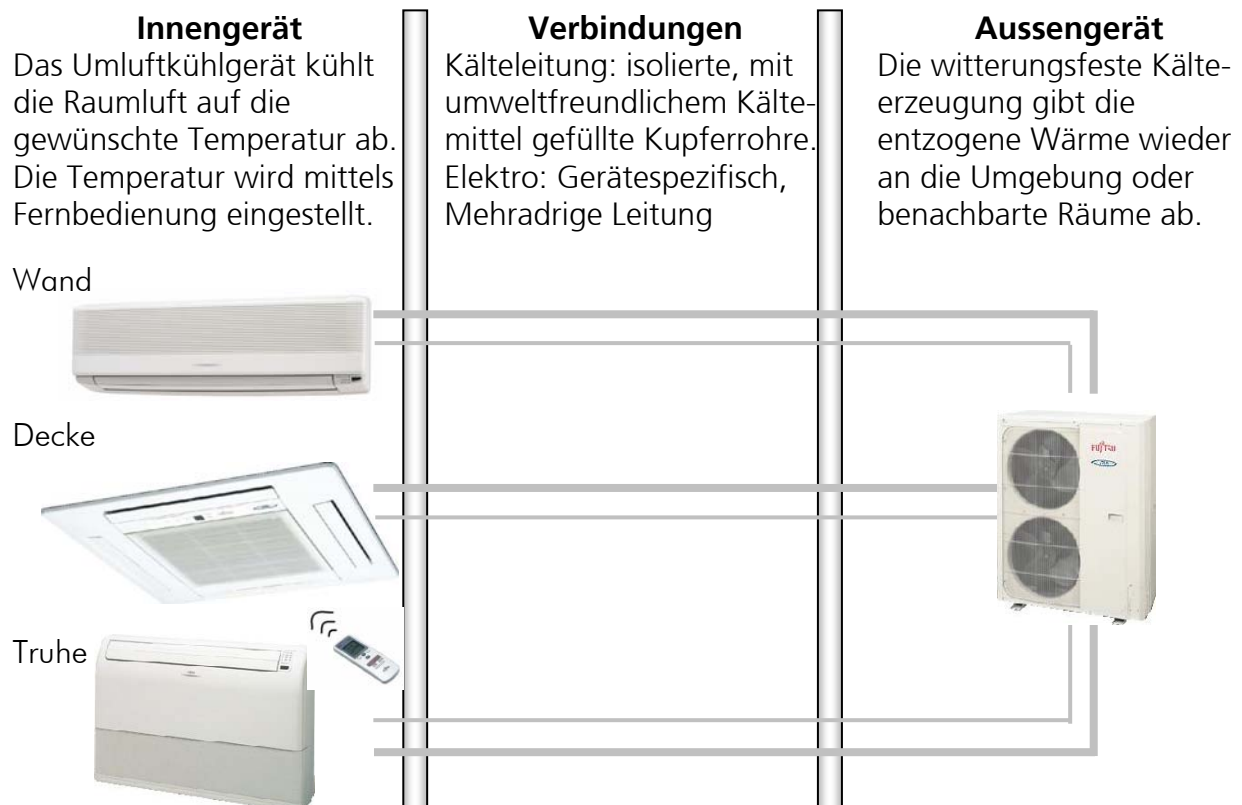 Innengerät
Das Umluftkühlgerät kühlt
die Raumluft auf die
gewünschte Temperatur ab.
Die Temperatur wird mittels
Fernbedienung eingestellt.
Verbindungen
Kälteleitung: isolierte, mit
umweltfreundlichem Kälte-
mittel gefüllte Kupferrohre.
Elektro: Gerätespezifisch,
Mehradrige Leitung
Aussengerät
Die witterungsfeste Kälte-
erzeugung gibt die
entzogene Wärme wieder
an die Umgebung oder
benachbarte Räume ab.
Wand
Decke
Truhe
FUJITSU